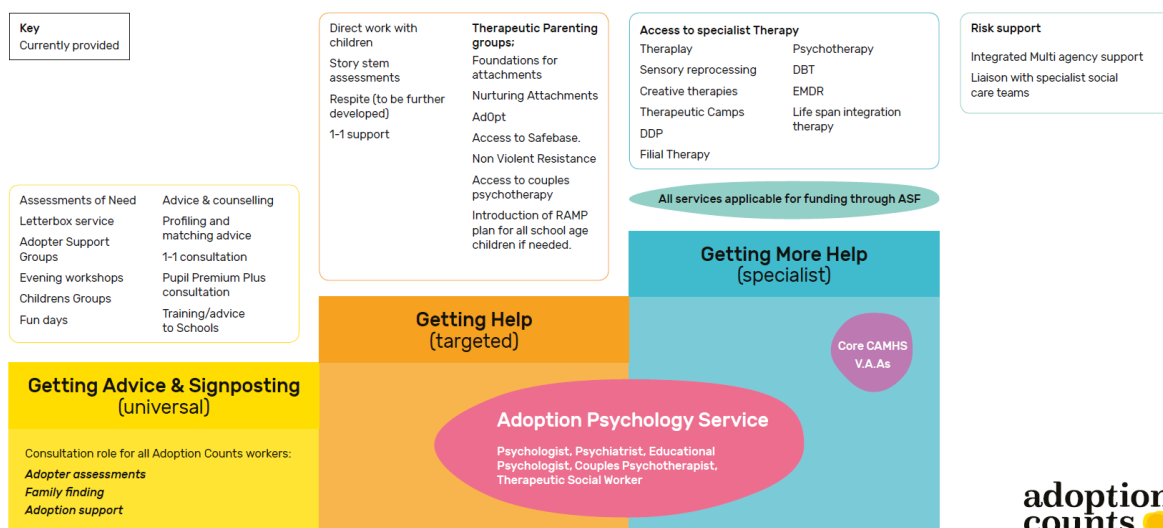 Key
Currently provided
Assessments of Need
Letterbox service
Adopter Support
Groups
Evening workshops
Childrens Groups
Fun days
Advice & counselling
Profiling and
matching advice
1-1 consultation
Pupil Premium Plus
consultation
Training/advice
to Schools
Getting Advice & Signposting
(universal)
Consultation role for all Adoption Counts workers:
Adopter assessments
Family finding
Adoption support
Direct work with
children
Story stem
assessments
Respite (to be further
developed)
1-1 support
Therapeutic Parenting
groups;
Foundations for
attachments
Nurturing Attachments
AdOpt
Access to Safebase.
Non Violent Resistance
Access to couples
psychotherapy
Introduction of RAMP
plan for all school age
children if needed.
Getting Help
(targeted)
Adoption Psychology Service
Psychologist, Psychiatrist, Educational
Psychologist, Couples Psychotherapist,
Therapeutic Social Worker
Access to specialist Therapy
Theraplay
Sensory reprocessing
Creative therapies
Therapeutic Camps
DDP
Filial Therapy
Psychotherapy
DBT
EMDR
Life span integration
therapy
All services applicable for funding through ASF
Getting More Help
(specialist)
Core CAMHS
V.A.As
Risk support
Integrated Multi agency support
Liaison with specialist social
care teams
adoption
counts